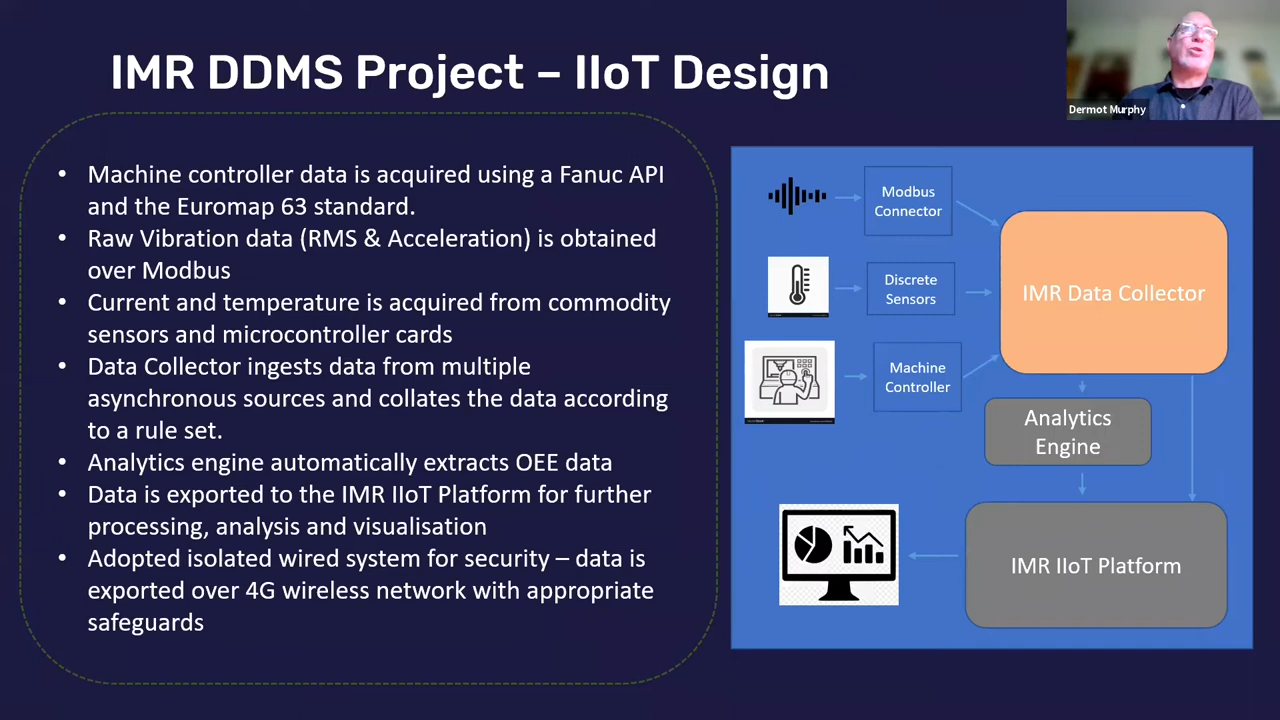 IMR DDMS Project – IIoT Design
Dermot Murphy
• Machine controller data is acquired using a Fanuc API
and the Euromap 63 standard.
• Raw Vibration data (RMS & Acceleration) is obtained
over Modbus
• Current and temperature is acquired from commodity
sensors and microcontroller cards
• Data Collector ingests data from multiple
asynchronous sources and collates the data according
to a rule set.
• Analytics engine automatically extracts OEE data
• Data is exported to the IMR IIoT Platform for further
processing, analysis and visualisation
• Adopted isolated wired system for security – data is
exported over 4G wireless network with appropriate
safeguards
Modbus
Connector
Discrete
Sensors
Machine
Controller
IMR Data Collector
Analytics
Engine
IMR IIoT Platform